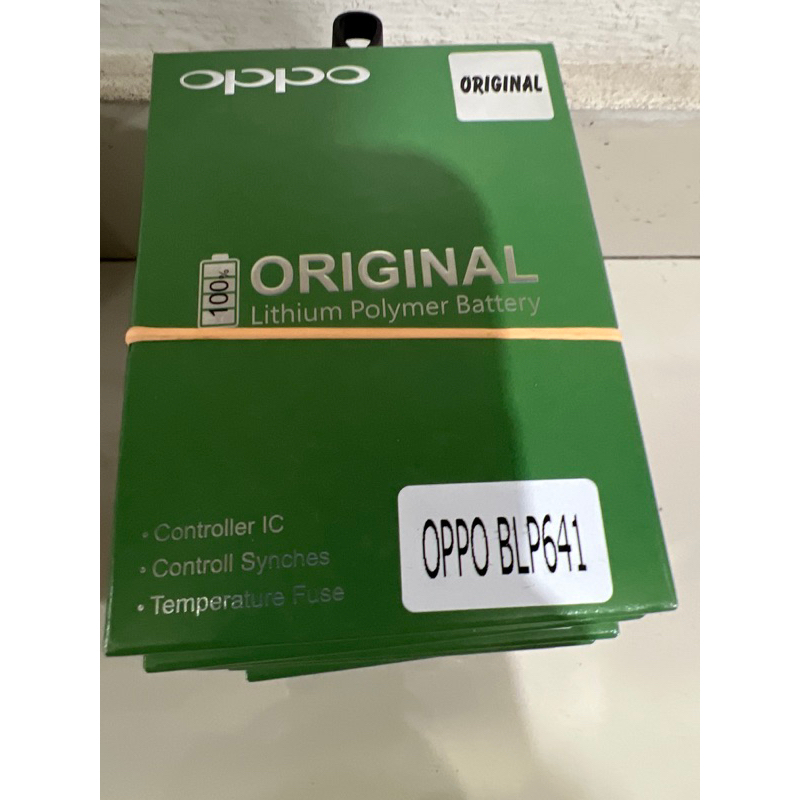 oppo
ORIGINAL
100%
ORIGINAL
Lithium Polymer Battery
• Controller IC
• Controll Synches
• Temperature Fuse
OPPO BLP641